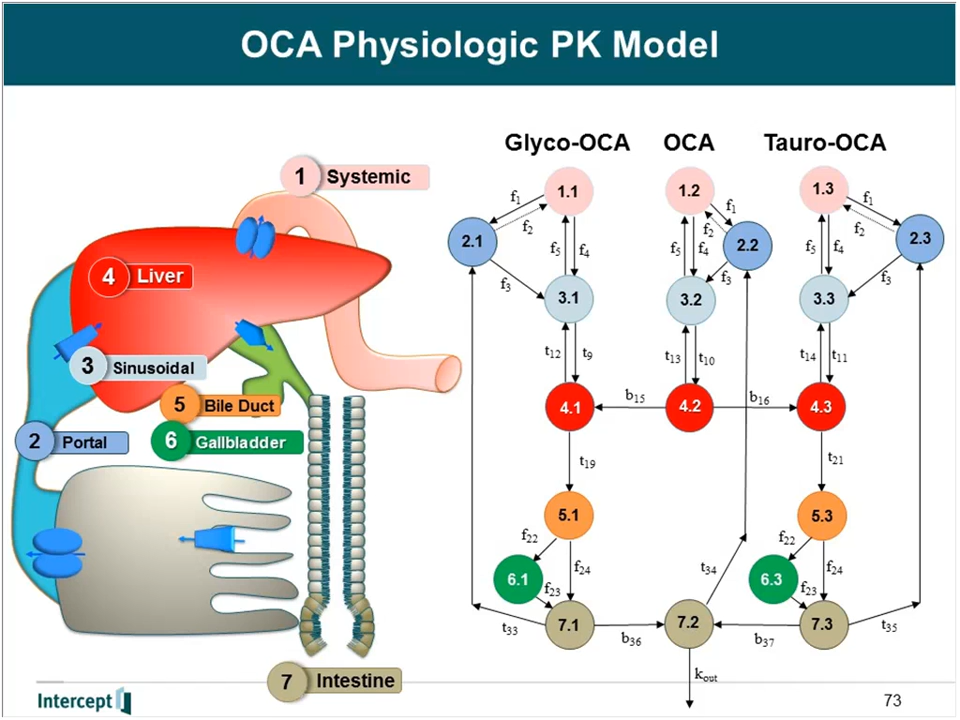 OCA Physiologic PK Model
1 Systemic
4 Liver
3 Sinusoidal
5 Bile Duct
2 Portal
6 Gallbladder
7 Intestine
Glyco-OCA OCA Tauro-OCA
1.1 1.2 1.3
f1 f1 f1
f2 f2 f2
2.1 2.2 2.3
f5 f4 f5 f4 f5 f4
f3 f3 f3
3.1 3.2 3.3
t12 t9 t13 t10 t14 t11
4.1 b15 4.2 b16 4.3
t19 t21
5.1 5.3
f22 f22
f24 t34 f24
6.1 6.3
f23 f23
7.1 7.2 7.3
t33 b36 b37 t35
kout
Intercept
73